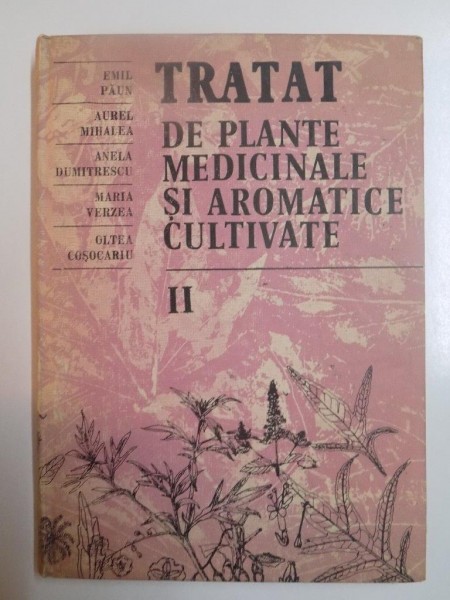 EMIL
PĂUN
AUREL
MIHALEA
ANELA
DUMITRESCU
MARIA
VERZEA
OLTEA
COȘOCARIU
TRATAT
DE PLANTE
MEDICINALE
ȘI AROMATICE
CULTIVATE
II